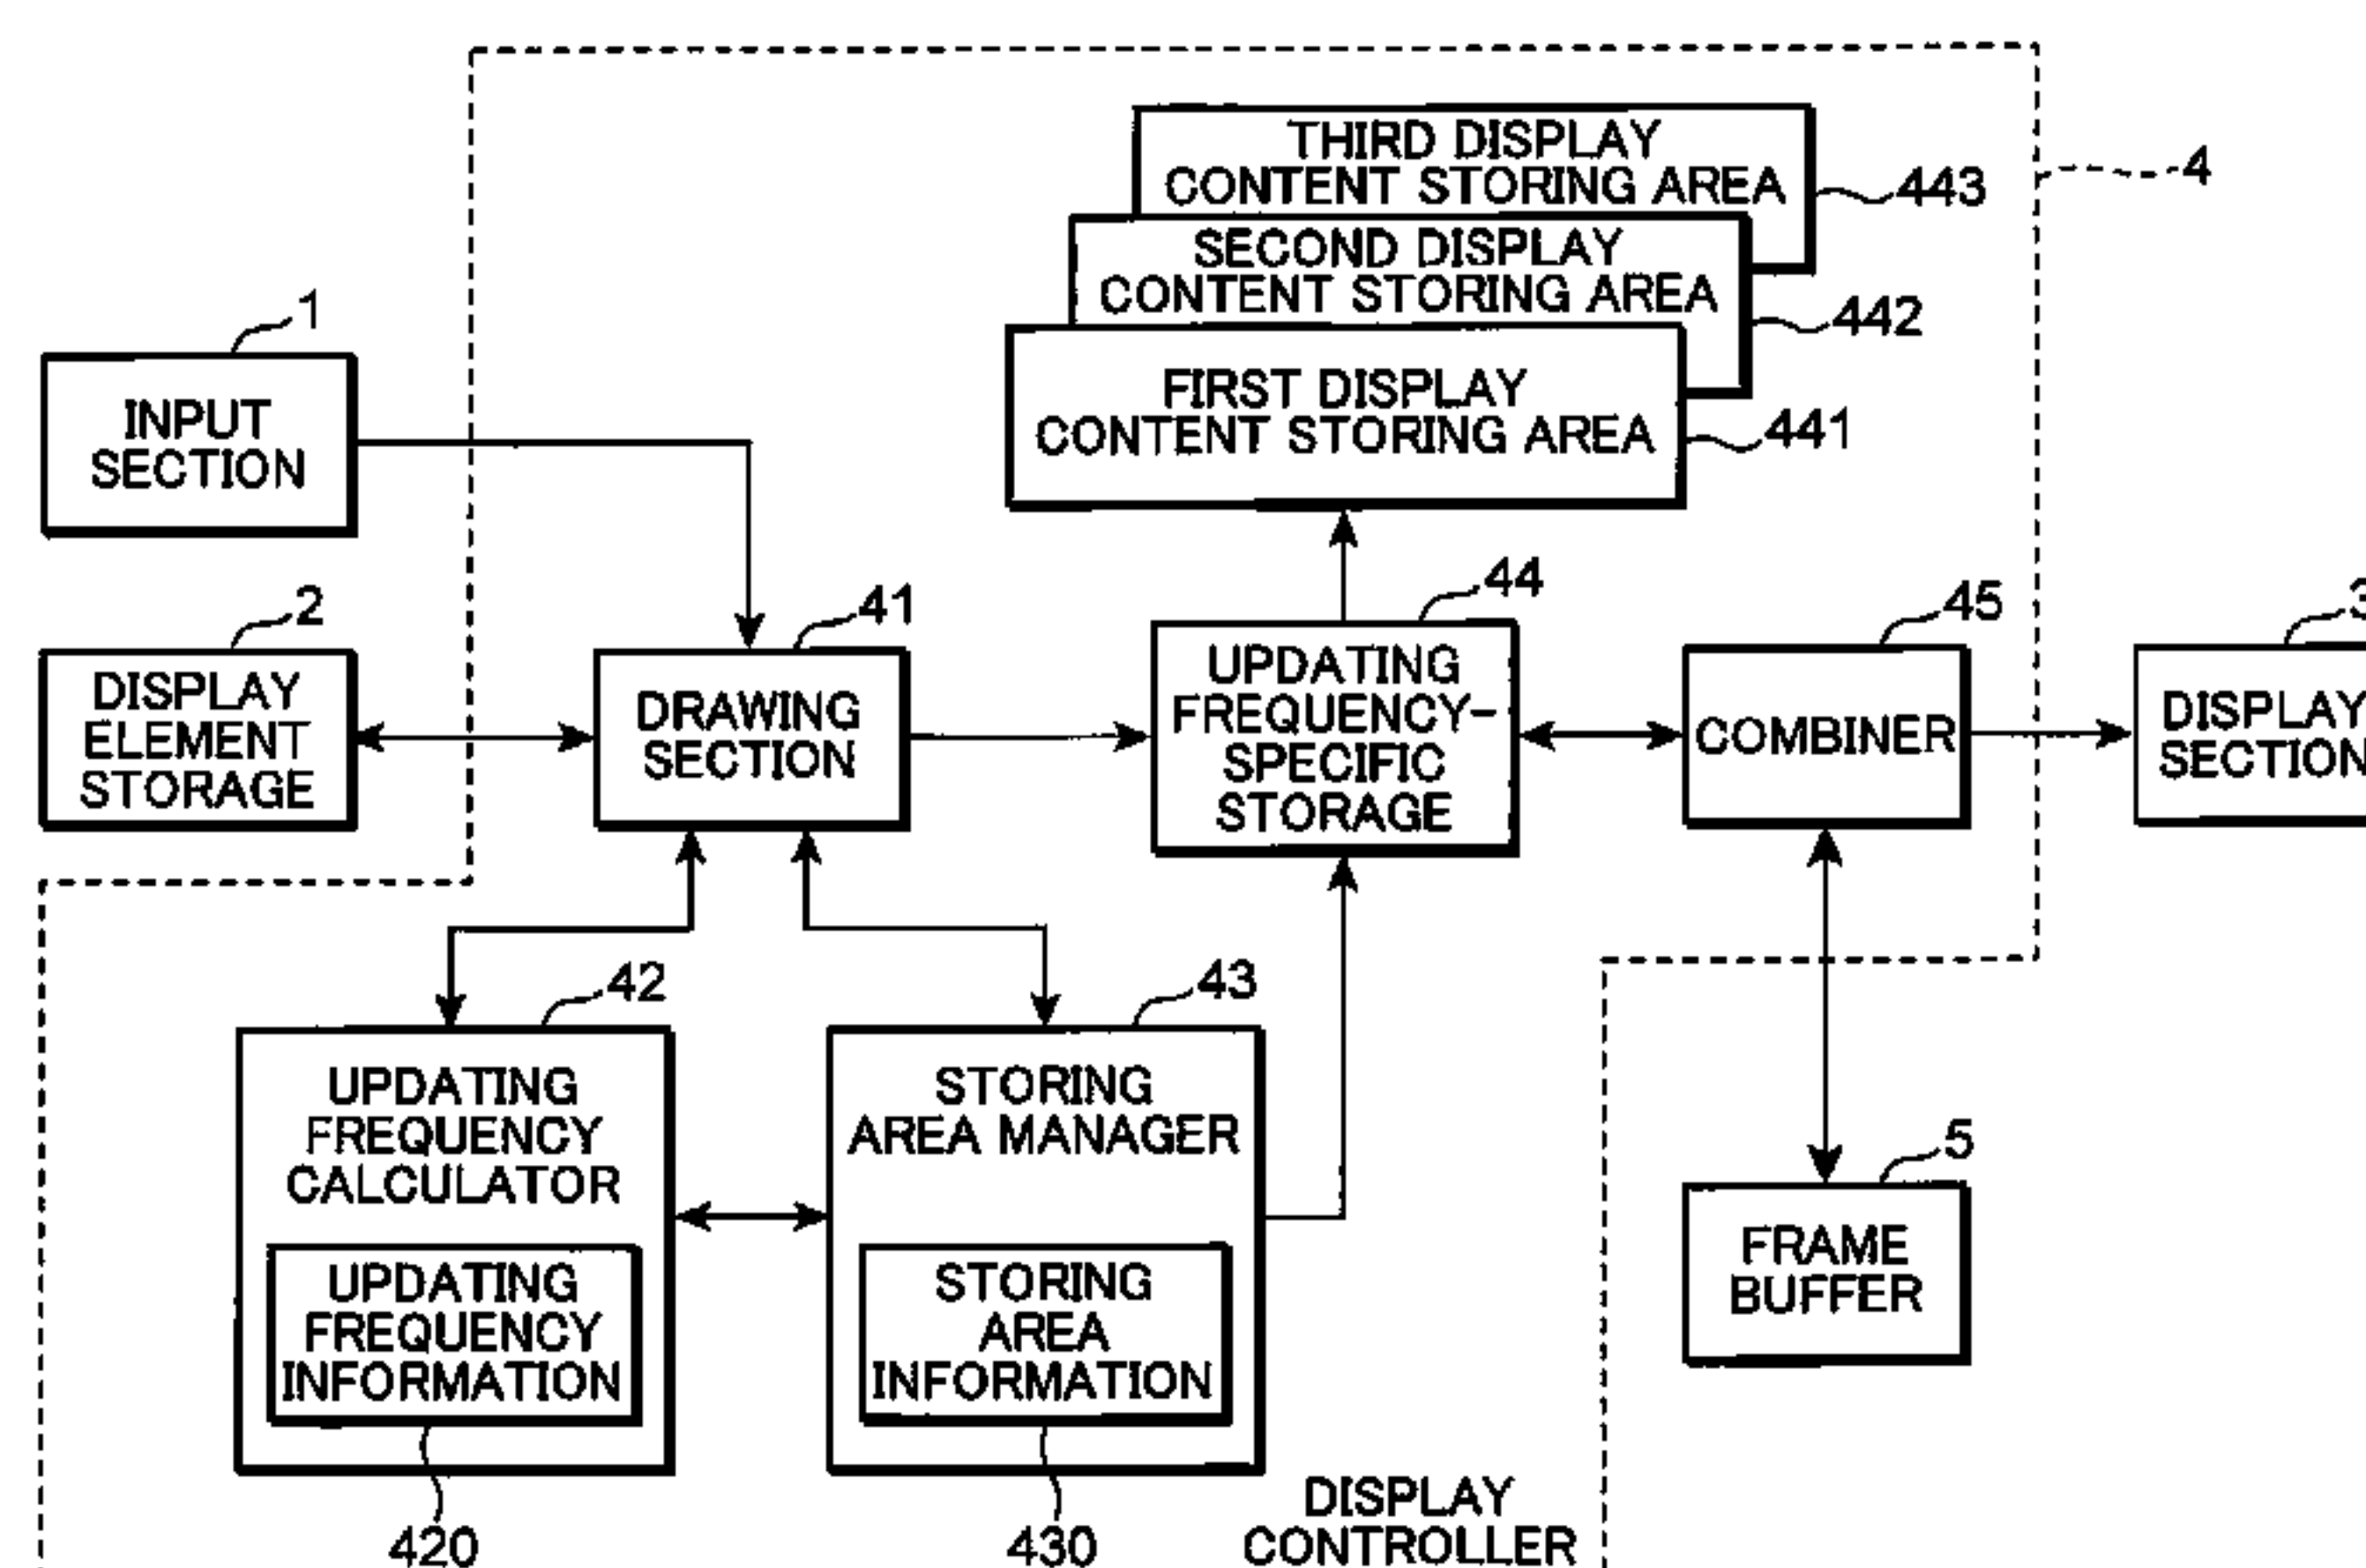 THIRD DISPLAY
CONTENT STORING AREA
443
4
SECOND DISPLAY
CONTENT STORING AREA
442
1
INPUT
SECTION
FIRST DISPLAY
CONTENT STORING AREA
441
2
DISPLAY
ELEMENT
STORAGE
41
DRAWING
SECTION
44
UPDATING
FREQUENCY-
SPECIFIC
STORAGE
45
COMBINER
3
DISPLAY
SECTION
42
UPDATING
FREQUENCY
CALCULATOR
UPDATING
FREQUENCY
INFORMATION
420
43
STORING
AREA MANAGER
STORING
AREA
INFORMATION
430
5
FRAME
BUFFER
DISPLAY
CONTROLLER